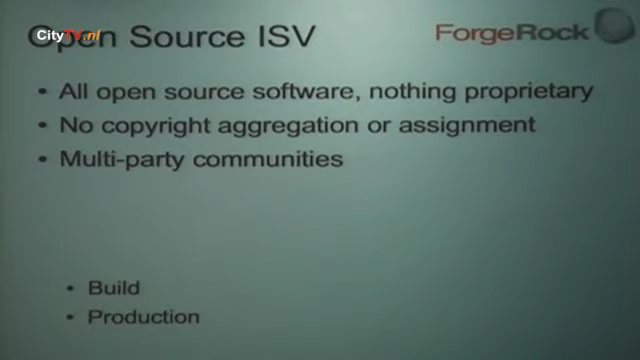 CityTV.nl
Open Source ISV
ForgeRock
• All open source software, nothing proprietary
• No copyright aggregation or assignment
• Multi-party communities
• Build
• Production